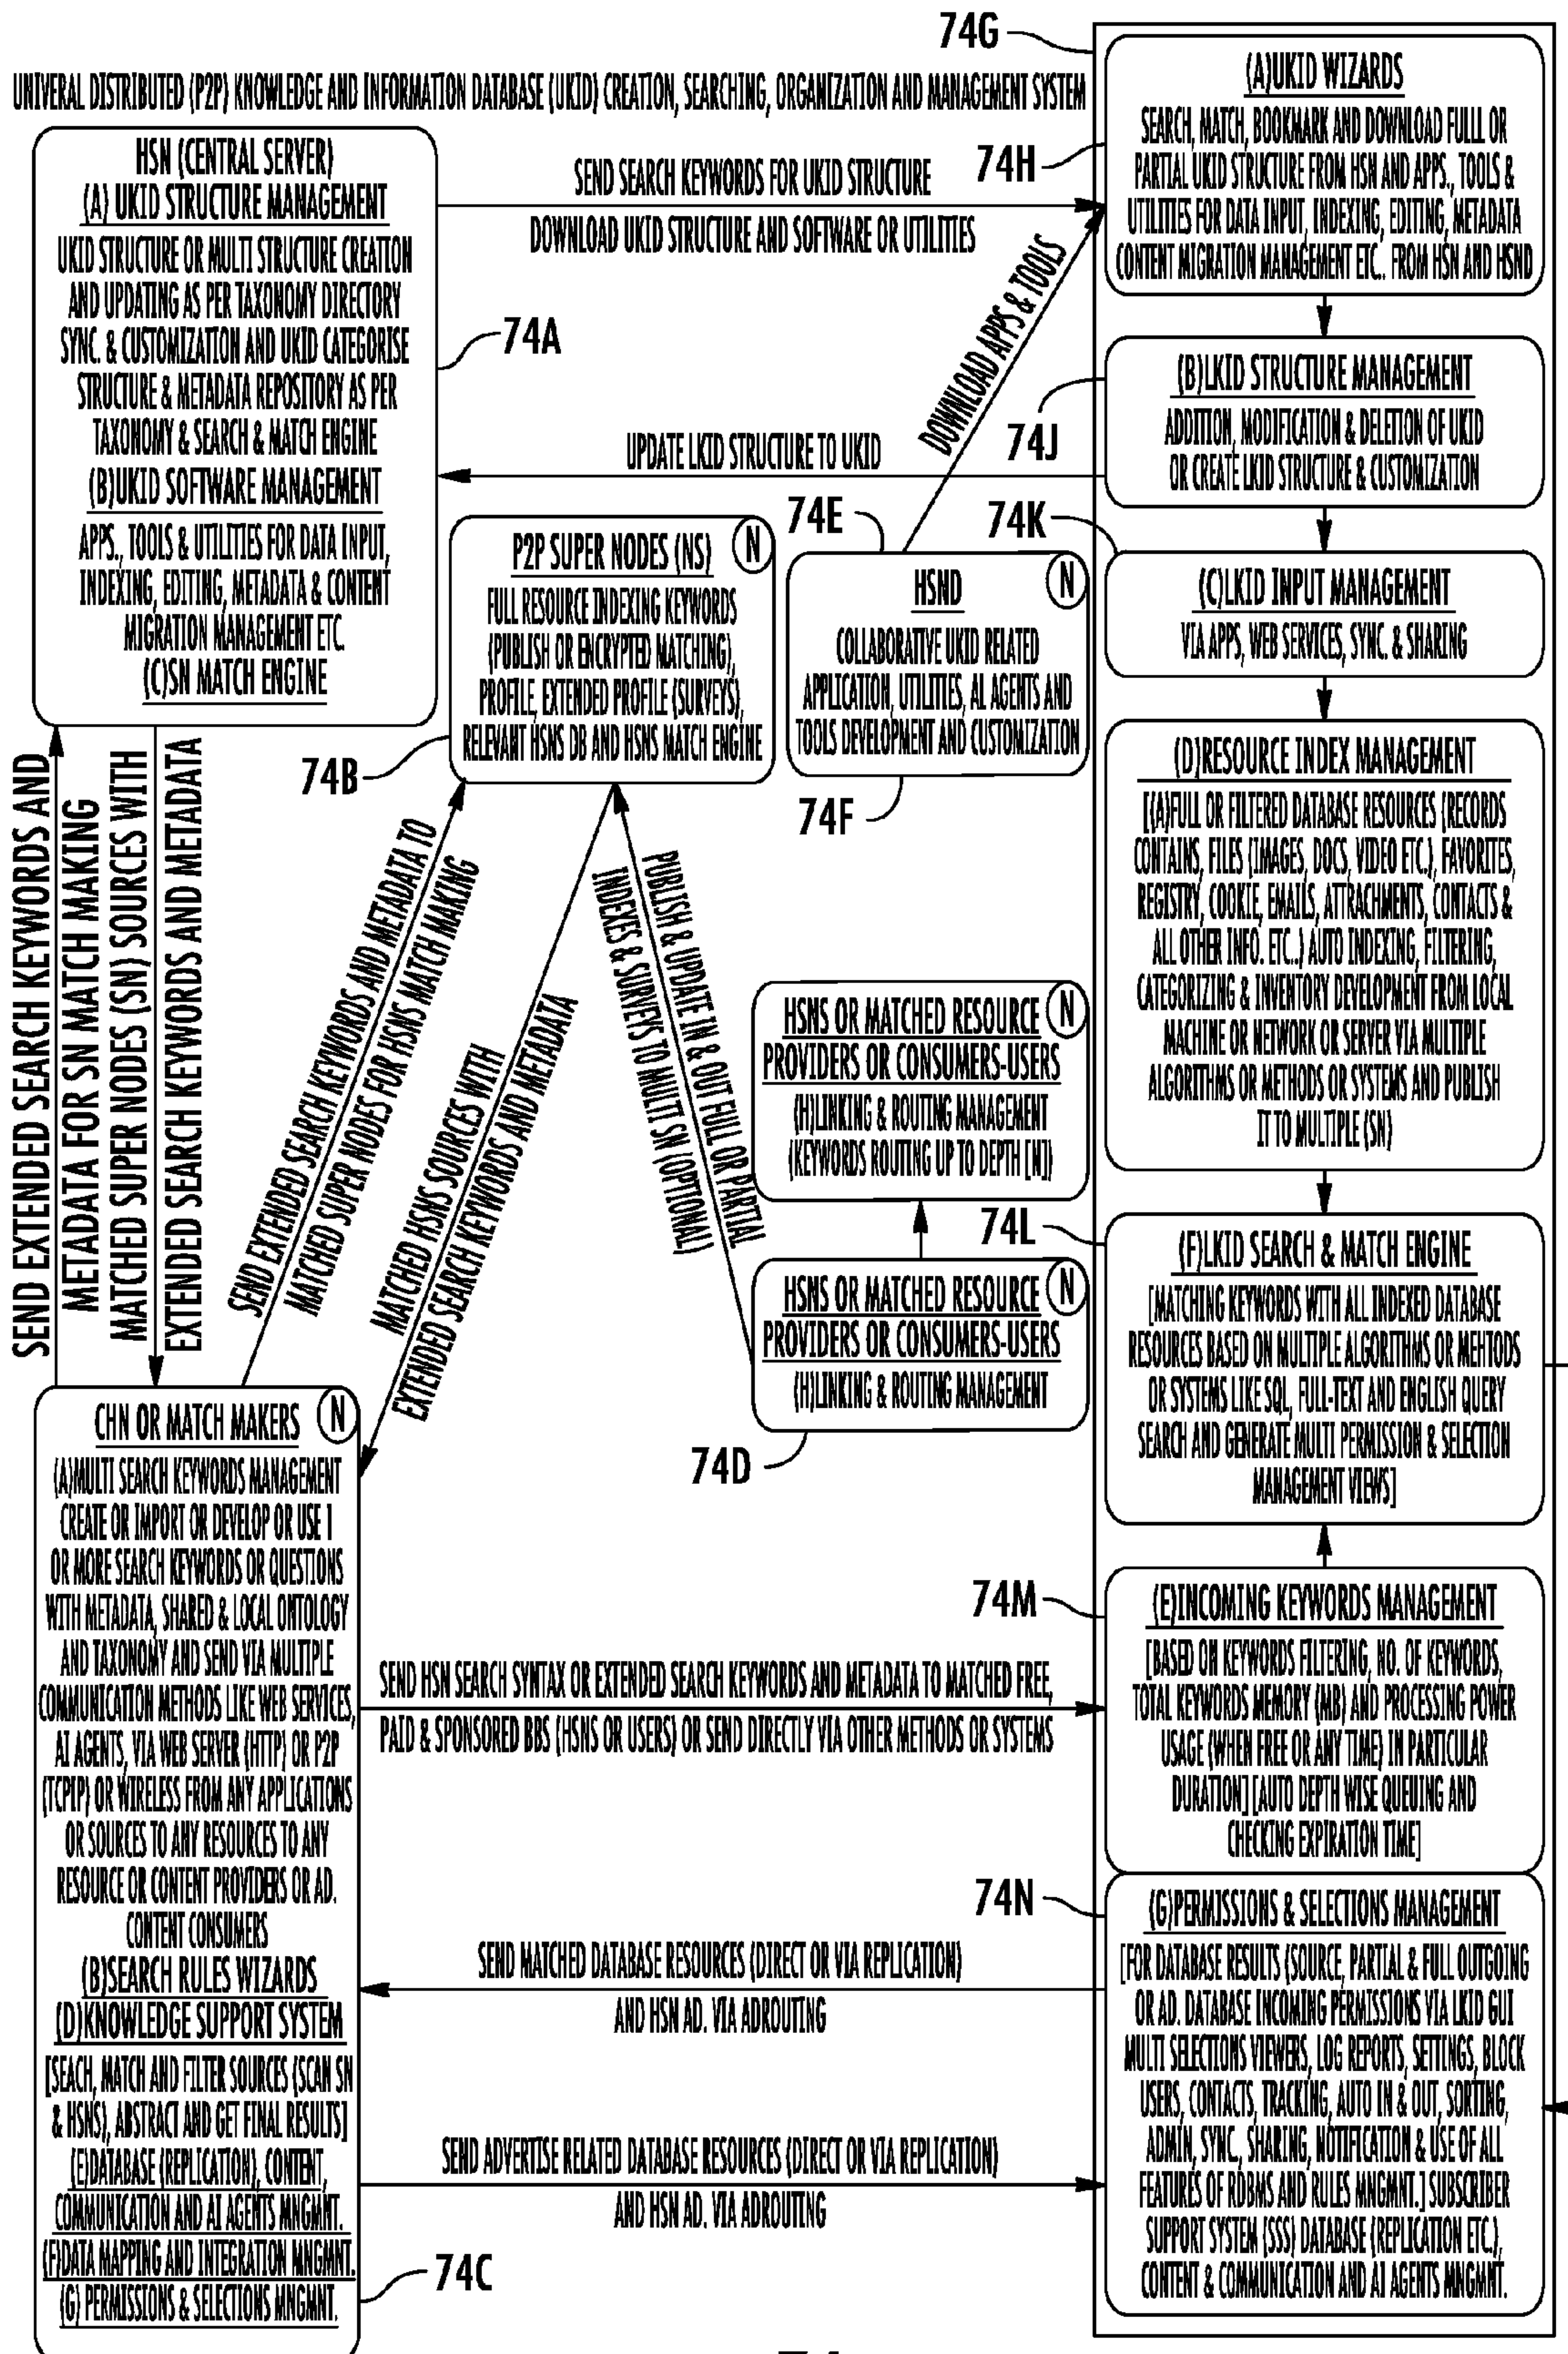 UNIVERAL DISTRIBUTED (P2P) KNOWLEDGE AND INFORMATION DATABASE (UKID) CREATION, SEARCHING, ORGANIZATION AND MANAGEMENT SYSTEM
HSN (CENTRAL SERVER)
(A) UKID STRUCTURE MANAGEMENT
UKID STRUCTURE OR MULTI STRUCTURE CREATION
AND UPDATING AS PER TAXONOMY DIRECTORY
SYNC. & CUSTOMIZATION AND UKID CATEGORISE
STRUCTURE & METADATA REPOSITORY AS PER
TAXONOMY & SEARCH & MATCH ENGINE
(B)UKID SOFTWARE MANAGEMENT
APPS., TOOLS & UTILITIES FOR DATA INPUT,
INDEXING, EDITING, METADATA & CONTENT
MIGRATION MANAGEMENT ETC.
(C)SN MATCH ENGINE
74A
SEND SEARCH KEYWORDS FOR UKID STRUCTURE
DOWNLOAD UKID STRUCTURE AND SOFTWARE OR UTILITIES
DOWNLOAD APPS & TOOLS
UPDATE LKID STRUCTURE TO UKID
P2P SUPER NODES (NS)
N
FULL RESOURCE INDEXING KEYWORDS
(PUBLISH OR ENCRYPTED MATCHING),
PROFILE, EXTENDED PROFILE (SURVEYS),
RELEVANT HSNS DB AND HSNS MATCH ENGINE
74B
74E
HSND
N
COLLABORATIVE UKID RELATED
APPLICATION, UTILITIES, AL AGENTS AND
TOOLS DEVELOPMENT AND CUSTOMIZATION
74F
SEND EXTENDED SEARCH KEYWORDS AND
METADATA FOR SN MATCH MAKING
MATCHED SUPER NODES (SN) SOURCES WITH
EXTENDED SEARCH KEYWORDS AND METADATA
SEND EXTENDED SEARCH KEYWORDS AND METADATA TO
MATCHED SUPER NODES FOR HSNS MATCH MAKING
MATCHED HSNS SOURCES WITH
EXTENDED SEARCH KEYWORDS AND METADATA
PUBLISH & UPDATE IN & OUT FULL OR PARTIAL
INDEXES & SURVEYS TO MULTI SN (OPTIONAL)
HSNS OR MATCHED RESOURCE
N
PROVIDERS OR CONSUMERS-USERS
(H)LINKING & ROUTING MANAGEMENT
(KEYWORDS ROUTING UP TO DEPTH [N])
HSNS OR MATCHED RESOURCE
N
PROVIDERS OR CONSUMERS-USERS
(H)LINKING & ROUTING MANAGEMENT
74D
CHN OR MATCH MAKERS
N
(A)MULTI SEARCH KEYWORDS MANAGEMENT
CREATE OR IMPORT OR DEVELOP OR USE 1
OR MORE SEARCH KEYWORDS OR QUESTIONS
WITH METADATA, SHARED & LOCAL ONTOLOGY
AND TAXONOMY AND SEND VIA MULTIPLE
COMMUNICATION METHODS LIKE WEB SERVICES,
AI AGENTS, VIA WEB SERVER (HTTP) OR P2P
(TCPIP) OR WIRELESS FROM ANY APPLICATIONS
OR SOURCES TO ANY RESOURCES TO ANY
RESOURCE OR CONTENT PROVIDERS OR AD.
CONTENT CONSUMERS
(B)SEARCH RULES WIZARDS
(D)KNOWLEDGE SUPPORT SYSTEM
[SEACH, MATCH AND FILTER SOURCES (SCAN SN
& HSNS), ABSTRACT AND GET FINAL RESULTS]
(E)DATABASE (REPLICATION), CONTENT,
COMMUNICATION AND AI AGENTS MNGMNT.
(F)DATA MAPPING AND INTEGRATION MNGMNT.
(G) PERMISSIONS & SELECTIONS MNGMNT.
74C
SEND HSN SEARCH SYNTAX OR EXTENDED SEARCH KEYWORDS AND METADATA TO MATCHED FREE,
PAID & SPONSORED BBS (HSNS OR USERS) OR SEND DIRECTLY VIA OTHER METHODS OR SYSTEMS
SEND MATCHED DATABASE RESOURCES (DIRECT OR VIA REPLICATION)
AND HSN AD. VIA ADROUTING
SEND ADVERTISE RELATED DATABASE RESOURCES (DIRECT OR VIA REPLICATION)
AND HSN AD. VIA ADROUTING
74G
74H
(A)UKID WIZARDS
SEARCH, MATCH, BOOKMARK AND DOWNLOAD FULLL OR
PARTIAL UKID STRUCTURE FROM HSN AND APPS., TOOLS &
UTILITIES FOR DATA INPUT, INDEXING, EDITING, METADATA
CONTENT MIGRATION MANAGEMENT ETC.. FROM HSN AND HSND
74J
(B)LKID STRUCTURE MANAGEMENT
ADDITION, MODIFICATION & DELETION OF UKID
OR CREATE LKID STRUCTURE & CUSTOMIZATION
74K
(C)LKID INPUT MANAGEMENT
VIA APPS, WEB SERVICES, SYNC. & SHARING
(D)RESOURCE INDEX MANAGEMENT
[(A)FULL OR FILTERED DATABASE RESOURCES (RECORDS
CONTAINS, FILES (IMAGES, DOCS, VIDEO ETC.), FAVORITES,
REGISTRY, COOKIE, EMAILS, ATTRACHMENTS, CONTACTS &
ALL OTHER INFO. ETC..) AUTO INDEXING, FILTERING,
CATEGORIZING & INVENTORY DEVELOPMENT FROM LOCAL
MACHINE OR NETWORK OR SERVER VIA MULTIPLE
ALGORITHMS OR METHODS OR SYSTEMS AND PUBLISH
IT TO MULTIPLE (SN)
74L
(F)LKID SEARCH & MATCH ENGINE
[MATCHING KEYWORDS WITH ALL INDEXED DATABASE
RESOURCES BASED ON MULTIPLE ALGORITHMS OR MEHTODS
OR SYSTEMS LIKE SQL, FULL-TEXT AND ENGLISH QUERY
SEARCH AND GENERATE MULTI PERMISSION & SELECTION
MANAGEMENT VIEWS]
74M
(E)INCOMING KEYWORDS MANAGEMENT
[BASED ON KEYWORDS FILTERING, NO. OF KEYWORDS,
TOTAL KEYWORDS MEMORY (MB) AND PROCESSING POWER
USAGE (WHEN FREE OR ANY TIME) IN PARTICULAR
DURATION] [AUTO DEPTH WISE QUEUING AND
CHECKING EXPIRATION TIME]
74N
(G)PERMISSIONS & SELECTIONS MANAGEMENT
[FOR DATABASE RESULTS (SOURCE, PARTIAL & FULL OUTGOING
OR AD. DATABASE INCOMING PERMISSIONS VIA LKID GUI
MULTI SELECTIONS VIEWERS, LOG REPORTS, SETTINGS, BLOCK
USERS, CONTACTS, TRACKING, AUTO IN & OUT, SORTING,
ADMIN, SYNC., SHARING, NOTIFICATION & USE OF ALL
FEATURES OF RDBMS AND RULES MNGMNT.] SUBSCRIBER
SUPPORT SYSTEM (SSS) DATABASE (REPLICATION ETC.),
CONTENT & COMMUNICATION AND AI AGENTS MNGMNT.